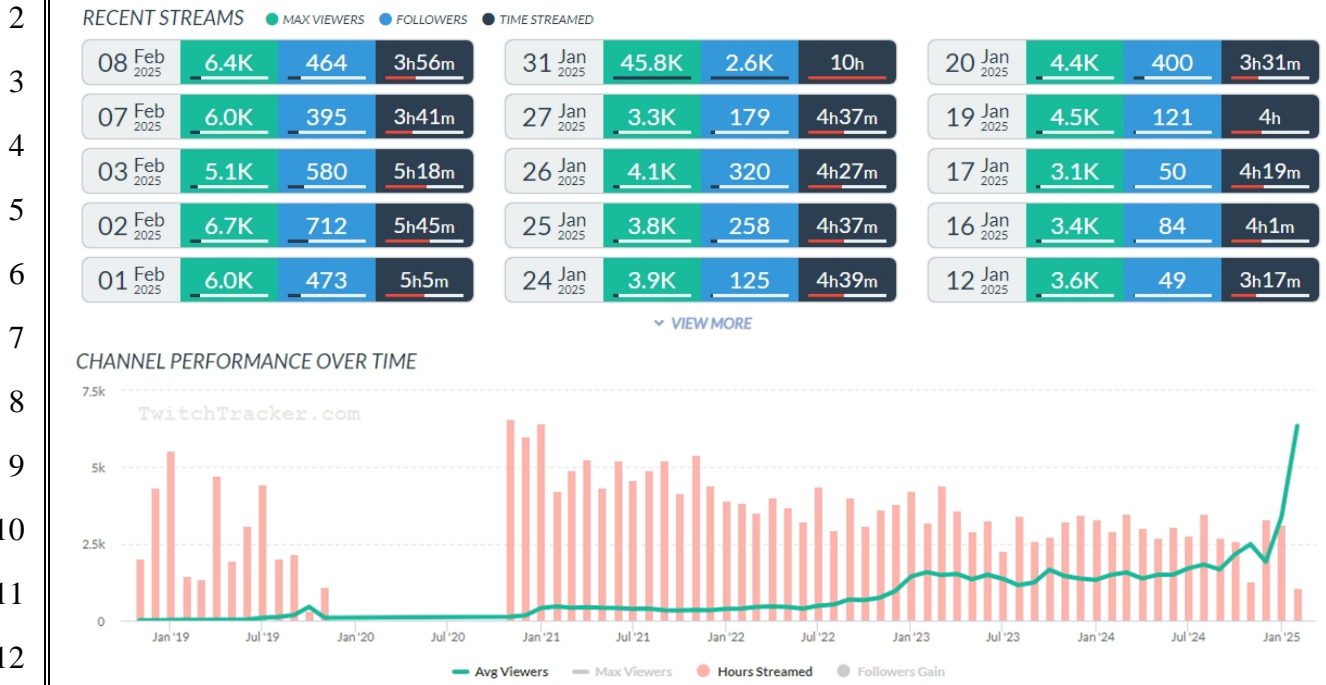 2
RECENT STREAMS MAX VIEWERS FOLLOWERS TIME STREAMED
08 Feb 2025 6.4K 464 3h56m 31 Jan 2025 45.8K 2.6K 10h 20 Jan 2025 4.4K 400 3h31m
3
07 Feb 2025 6.0K 395 3h41m 27 Jan 2025 3.3K 179 4h37m 19 Jan 2025 4.5K 121 4h
4
03 Feb 2025 5.1K 580 5h18m 26 Jan 2025 4.1K 320 4h27m 17 Jan 2025 3.1K 50 4h19m
5
02 Feb 2025 6.7K 712 5h45m 25 Jan 2025 3.8K 258 4h37m 16 Jan 2025 3.4K 84 4h1m
6
01 Feb 2025 6.0K 473 5h5m 24 Jan 2025 3.9K 125 4h39m 12 Jan 2025 3.6K 49 3h17m
7
VIEW MORE
CHANNEL PERFORMANCE OVER TIME
8
7.5k
TwitchTracker.com
9
5k
10
2.5k
11
0
Jan '19 Jul '19 Jan '20 Jul '20 Jan '21 Jul '21 Jan '22 Jul '22 Jan '23 Jul '23 Jan '24 Jul '24 Jan '25
12
Avg Viewers Max Viewers Hours Streamed Followers Gain